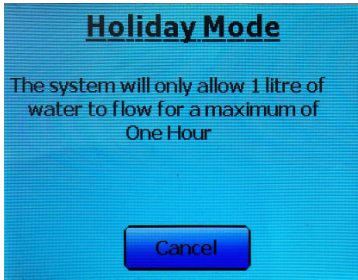 Holiday Mode
The system will only allow 1 litre of
water to flow for a maximum of
One Hour
Cancel